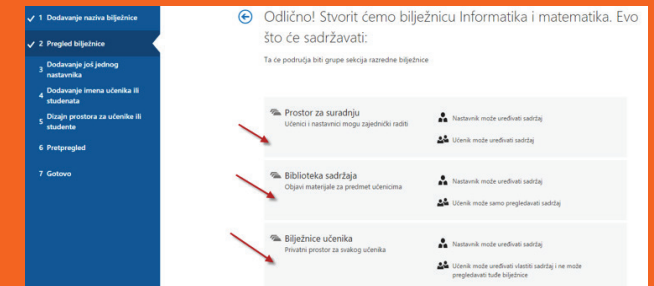 1 Dodavanje naziva bilježnice
2 Pregled bilježnice
3 Dodavanje još jednog
nastavnika
4 Dodavanje imena učenika ili
studenata
5 Dizajn prostora za učenike ili
studente
6 Pretpregled
7 Gotovo
Odlično! Stvorit ćemo bilježnicu Informatika i matematika. Evo
što će sadržavati:
Ta će područja biti grupe sekcija razredne bilježnice
Prostor za suradnju
Učenici i nastavnici mogu zajednički raditi
Nastavnik može uređivati sadržaj
Učenik može uređivati sadržaj
Biblioteka sadržaja
Objavi materijale za predmet učenicima
Nastavnik može uređivati sadržaj
Učenik može samo pregledavati sadržaj
Bilježnice učenika
Privatni prostor za svakog učenika
Nastavnik može uređivati sadržaj
Učenik može uređivati vlastiti sadržaj i ne može
pregledavati tuđe bilježnice